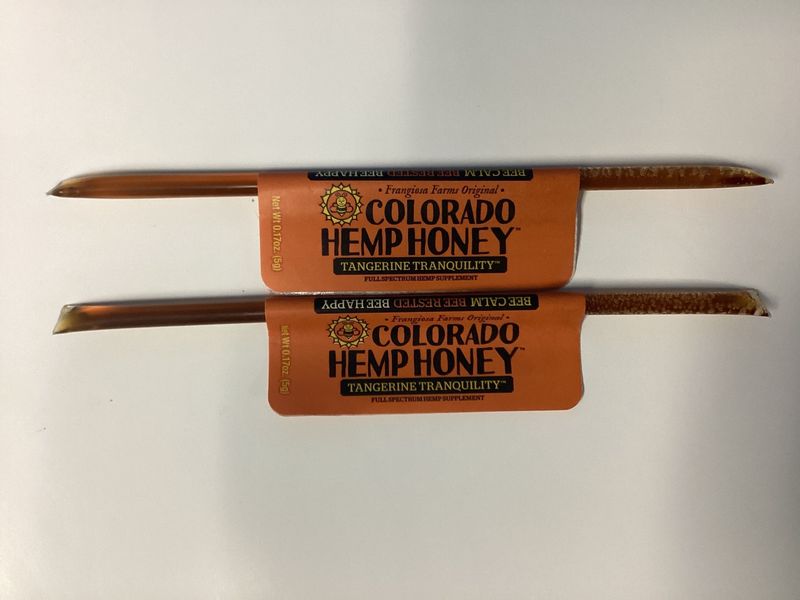 BEE CALM BEE RESTED BEE HAPPY
• Frangiosa Farms Original •
COLORADO
HEMP HONEY™
TANGERINE TRANQUILITY™
FULL SPECTRUM HEMP SUPPLEMENT
Net Wt 0.17oz. (5g)
BEE CALM BEE RESTED BEE HAPPY
• Frangiosa Farms Original •
COLORADO
HEMP HONEY™
TANGERINE TRANQUILITY™
FULL SPECTRUM HEMP SUPPLEMENT
Net Wt 0.17oz. (5g)